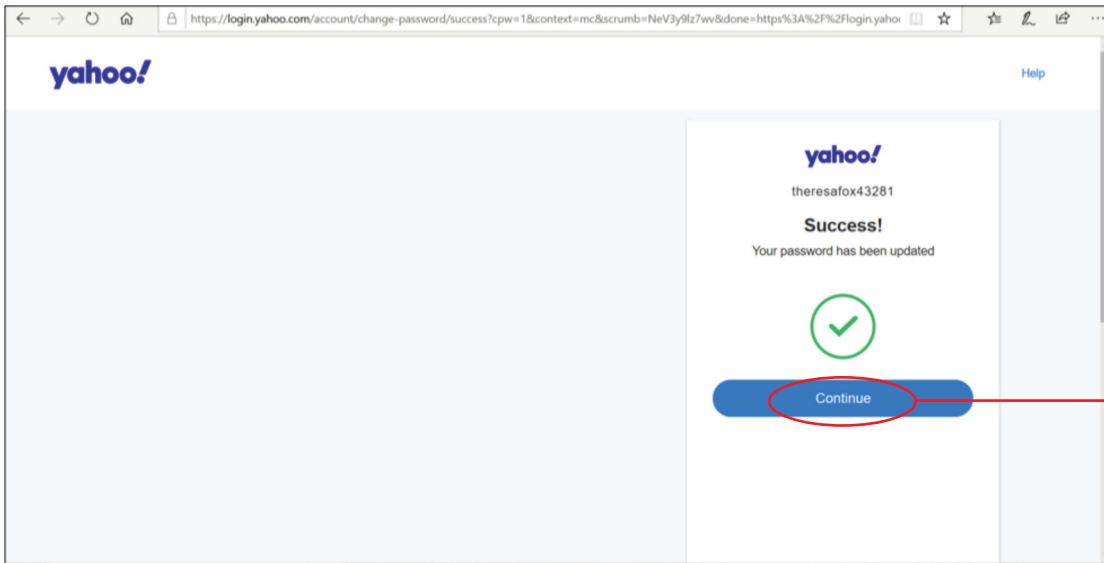 https://login.yahoo.com/account/change-password/success?cpw=1&context=mc&scrumb=NeV3y9lz7wv&done=https%3A%2F%2Flogin.yahoo
yahoo!
Help
yahoo!
theresafox43281
Success!
Your password has been updated
Continue